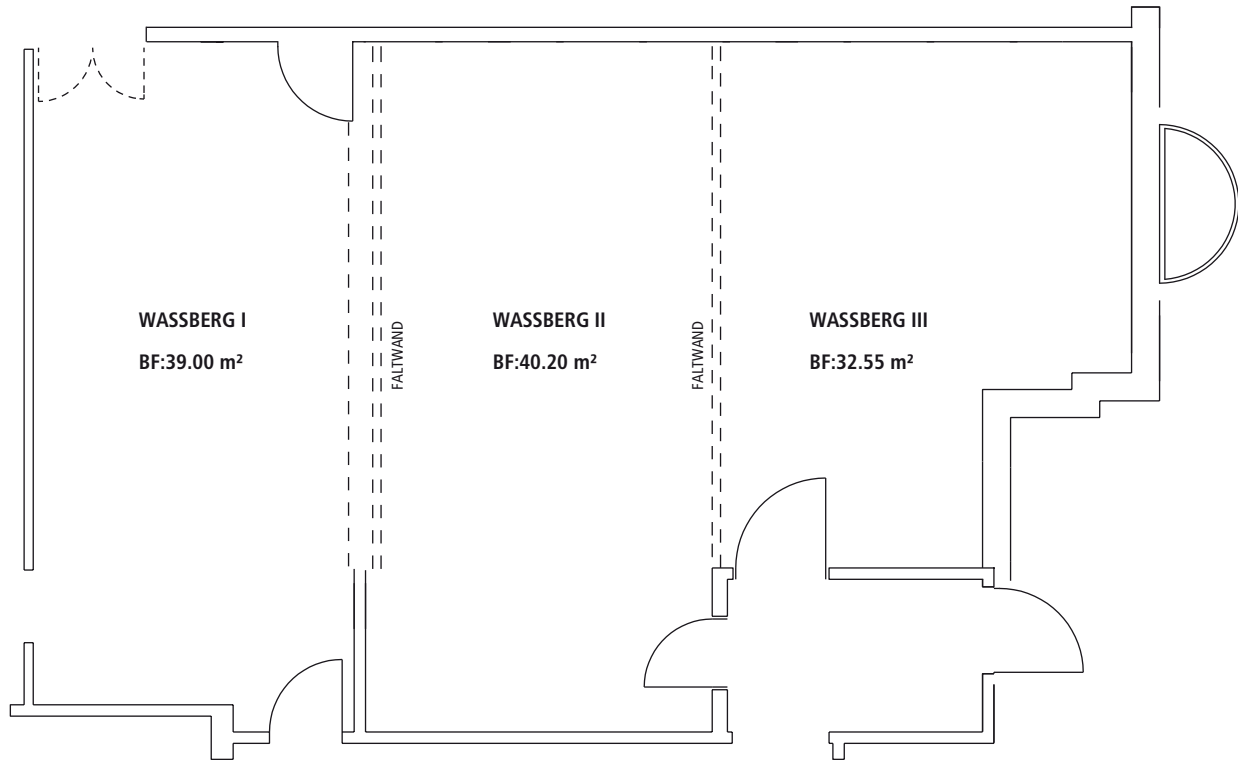 WASSBERG I
BF:39.00 m²
FALTWAND
WASSBERG II
BF:40.20 m²
FALTWAND
WASSBERG III
BF:32.55 m²